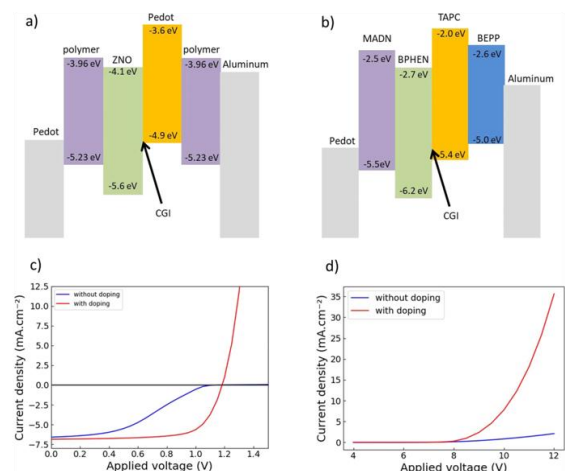 a)
Pedot
-3.6 eV
polymer
ZNO
polymer
-3.96 eV
-4.1 eV
-3.96 eV
Aluminum
Pedot
-4.9 eV
-5.23 eV
-5.23 eV
-5.6 eV
CGI
b)
TAPC
-2.0 eV
MADN
BEPP
-2.5 eV
BPHEN
-2.6 eV
-2.7 eV
Aluminum
Pedot
-5.0 eV
-5.5eV
-5.4 eV
-6.2 eV
CGI
c)
Current density (mA.cm⁻²)
12.5
10.0
7.5
5.0
2.5
0.0
-2.5
-5.0
-7.5
without doping
with doping
0.0 0.2 0.4 0.6 0.8 1.0 1.2 1.4
Applied voltage (V)
d)
Current density (mA.cm⁻²)
35
30
25
20
15
10
5
0
without doping
with doping
4 6 8 10 12
Applied voltage (V)